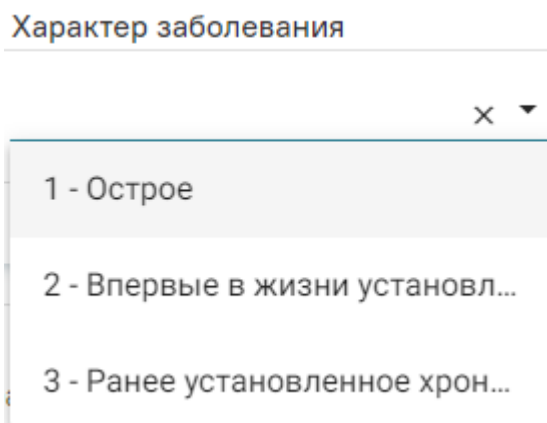 Характер заболевания
1 - Острое
2 - Впервые в жизни установл...
3 - Ранее установленное хрон...